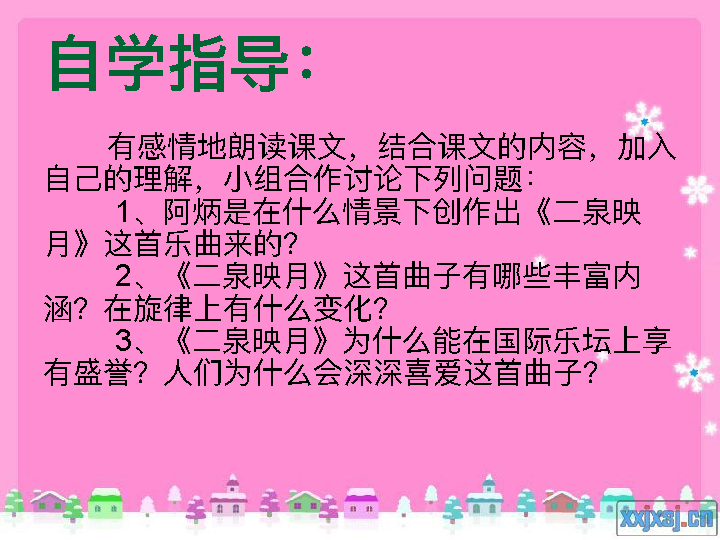 自学指导：
有感情地朗读课文，结合课文的内容，加入
自己的理解，小组合作讨论下列问题：
1、阿炳是在什么情景下创作出《二泉映
月》这首乐曲来的？
2、《二泉映月》这首曲子有哪些丰富内
涵？在旋律上有什么变化？
3、《二泉映月》为什么能在国际乐坛上享
有盛誉？人们为什么会深深喜爱这首曲子？
xxjxsj.cn